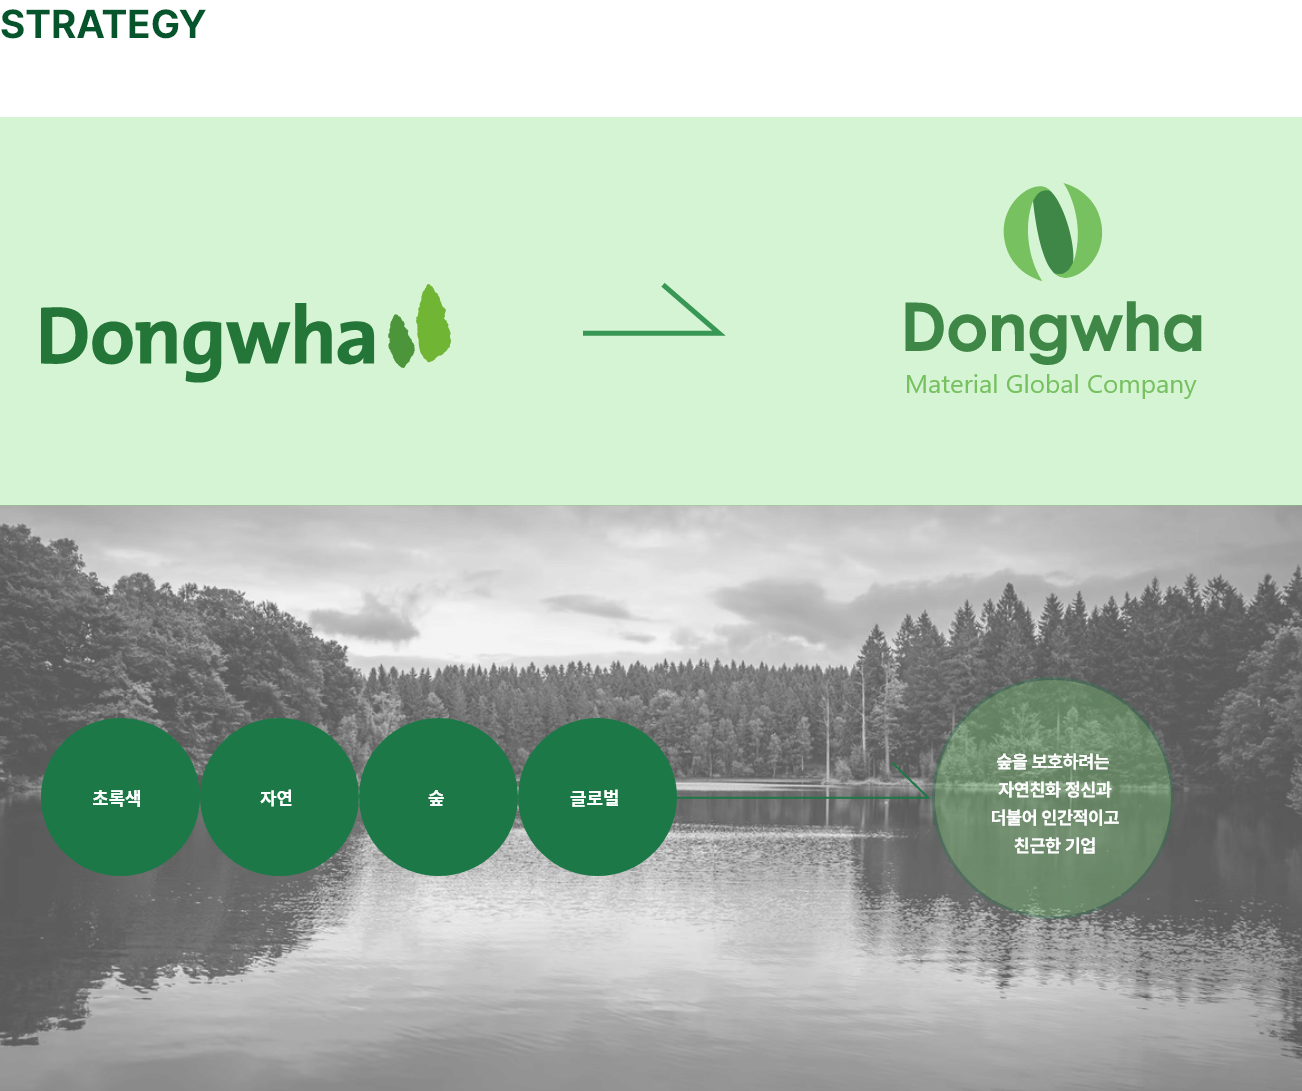 STRATEGY
Dongwha
Dongwha
Material Global Company
초록색
자연
숲
글로벌
숲을 보호하려는
자연친화 정신과
더불어 인간적이고
친근한 기업